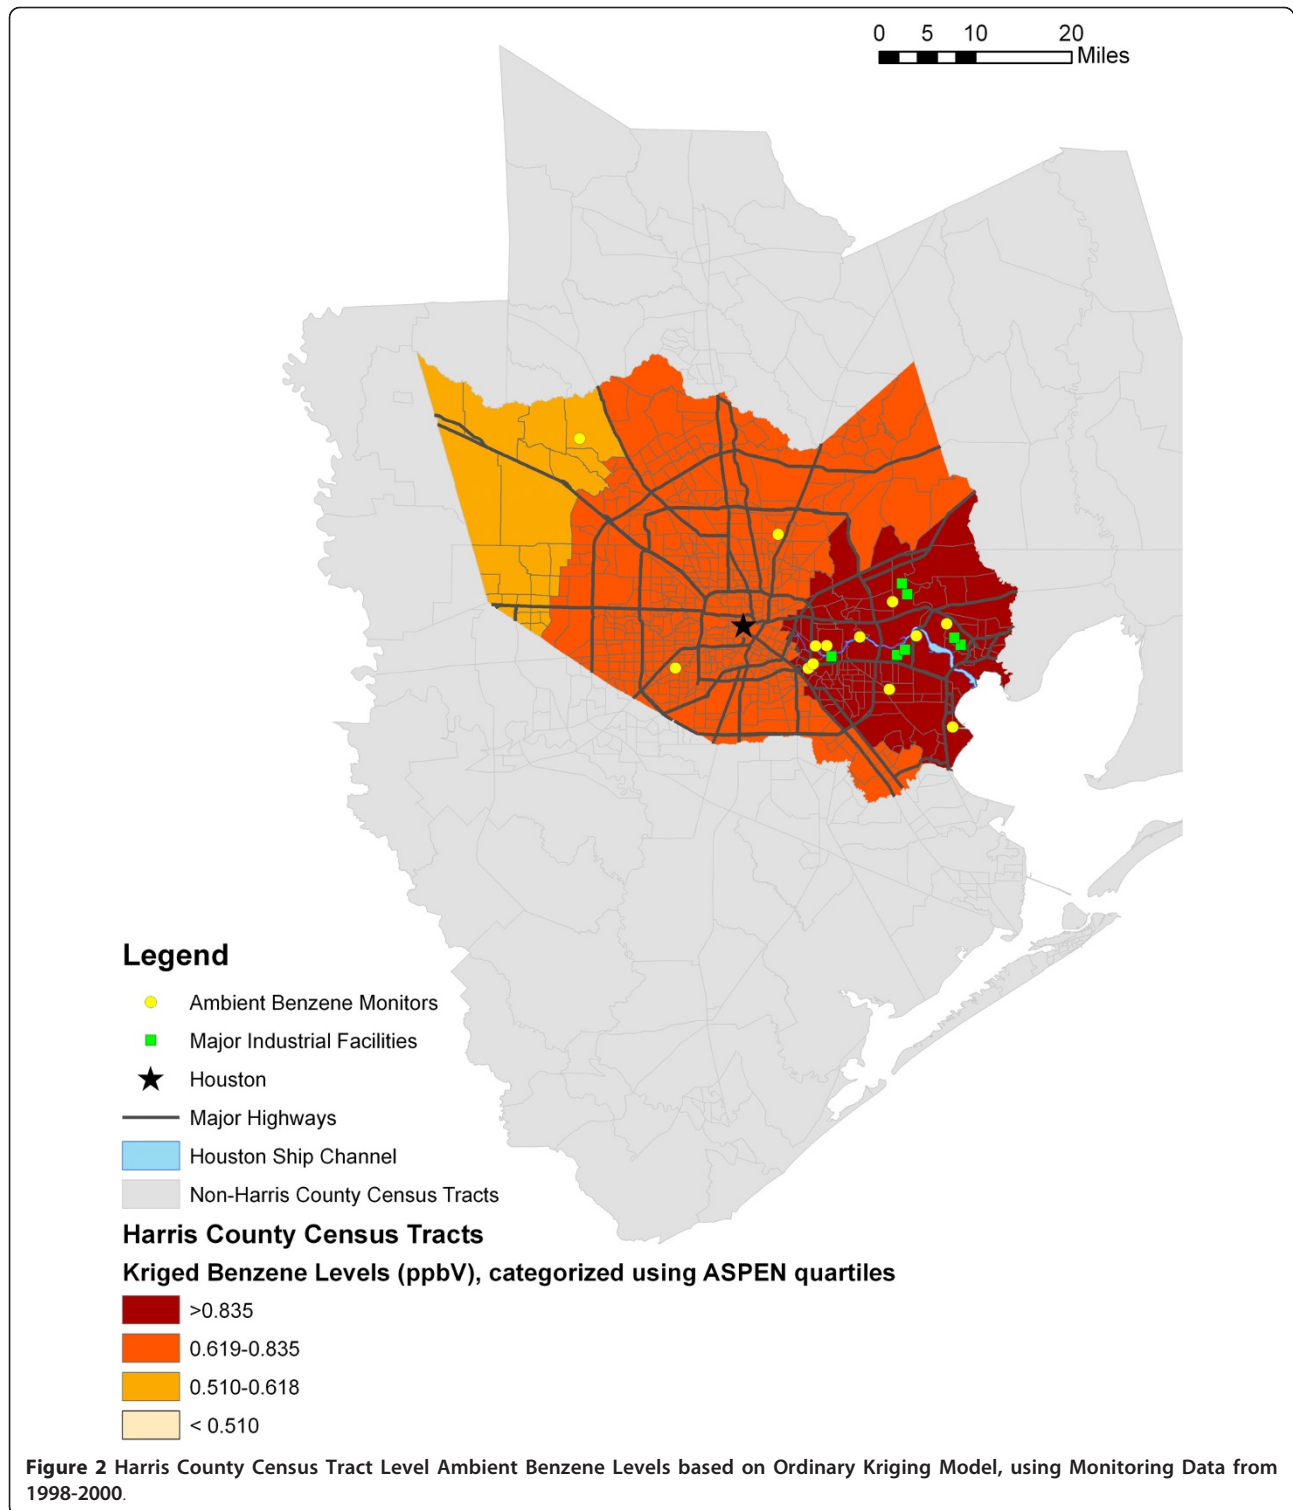 0 5 10 20
Miles
Legend
Ambient Benzene Monitors
Major Industrial Facilities
Houston
Major Highways
Houston Ship Channel
Non-Harris County Census Tracts
Harris County Census Tracts
Kriged Benzene Levels (ppbV), categorized using ASPEN quartiles
>0.835
0.619-0.835
0.510-0.618
< 0.510
Figure 2 Harris County Census Tract Level Ambient Benzene Levels based on Ordinary Kriging Model, using Monitoring Data from
1998-2000.